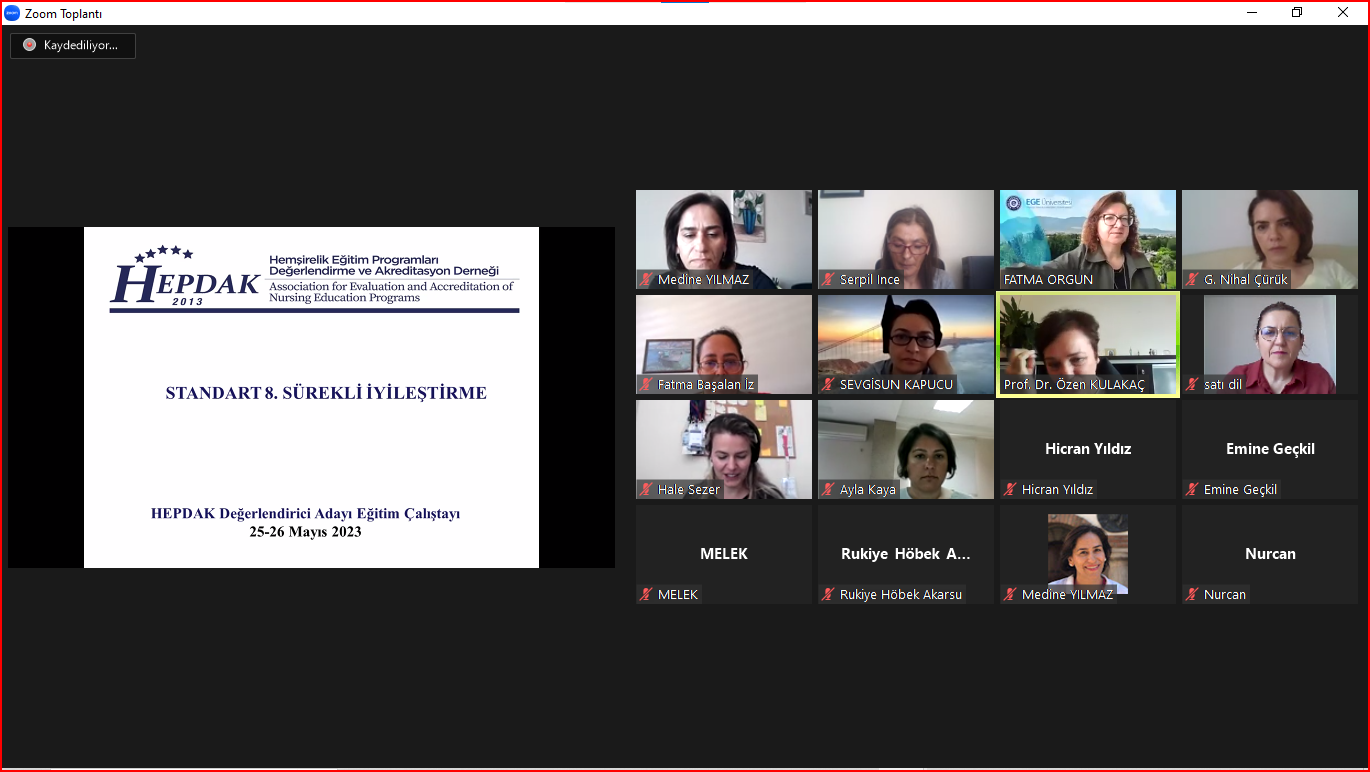 zoom
Zoom Toplantı
Kaydediliyor...
HEPDAK
2013
Hemşirelik Eğitim Programları
Değerlendirme ve Akreditasyon Derneği
Association for Evaluation and Accreditation of
Nursing Education Programs
STANDART 8. SÜREKLİ İYİLEŞTİRME
HEPDAK Değerlendirici Adayı Eğitim Çalıştayı
25-26 Mayıs 2023
Medine YILMAZ
Serpil Ince
EGE Üniversitesi
FATMA ORGUN
G. Nihal Çürük
Fatma Başalan İz
SEVGİSUN KAPUCU
Prof. Dr. Özen KULAKAÇ
satı dil
Hale Sezer
Ayla Kaya
Hicran Yıldız
Hicran Yıldız
Emine Geçkil
Emine Geçkil
MELEK
MELEK
Rukiye Höbek A...
Rukiye Höbek Akarsu
Medine YILMAZ
Nurcan
Nurcan